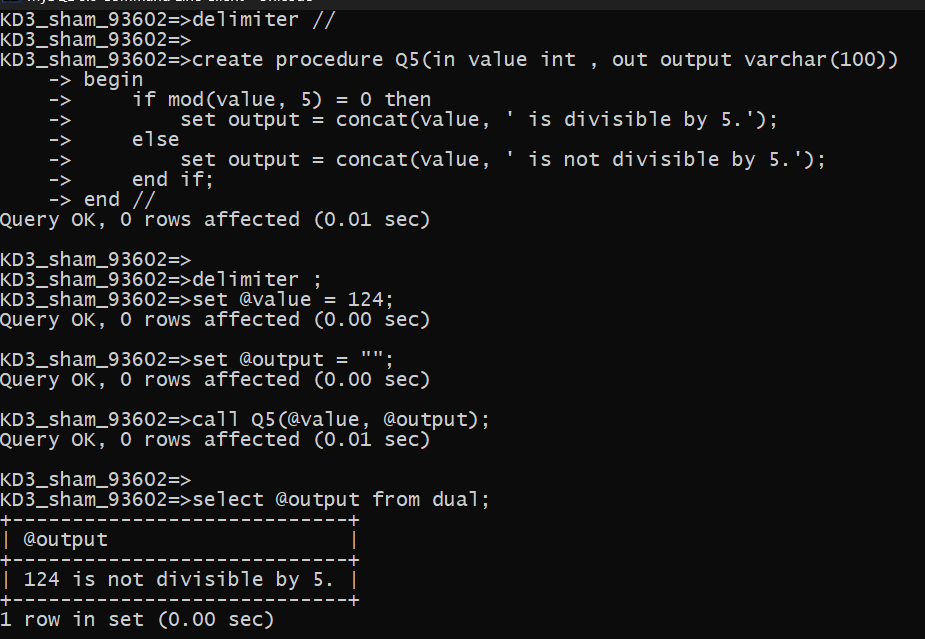 KD3_sham_93602=>delimiter //
KD3_sham_93602=>
KD3_sham_93602=>create procedure Q5(in value int , out output varchar(100))
    -> begin
    ->     if mod(value, 5) = 0 then
    ->         set output = concat(value, ' is divisible by 5.');
    ->     else
    ->         set output = concat(value, ' is not divisible by 5.');
    ->     end if;
    -> end //
Query OK, 0 rows affected (0.01 sec)

KD3_sham_93602=>
KD3_sham_93602=>delimiter ;
KD3_sham_93602=>set @value = 124;
Query OK, 0 rows affected (0.00 sec)

KD3_sham_93602=>set @output = "";
Query OK, 0 rows affected (0.00 sec)

KD3_sham_93602=>call Q5(@value, @output);
Query OK, 0 rows affected (0.01 sec)

KD3_sham_93602=>
KD3_sham_93602=>select @output from dual;
+----------------------------+
| @output                    |
+----------------------------+
| 124 is not divisible by 5. |
+----------------------------+
1 row in set (0.00 sec)